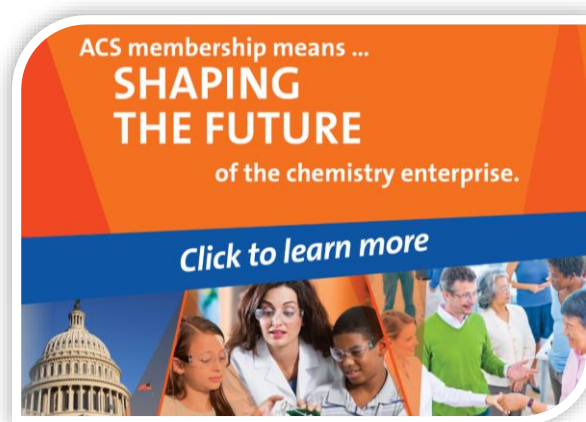 ACS membership means ...
SHAPING
THE FUTURE
of the chemistry enterprise.
Click to learn more